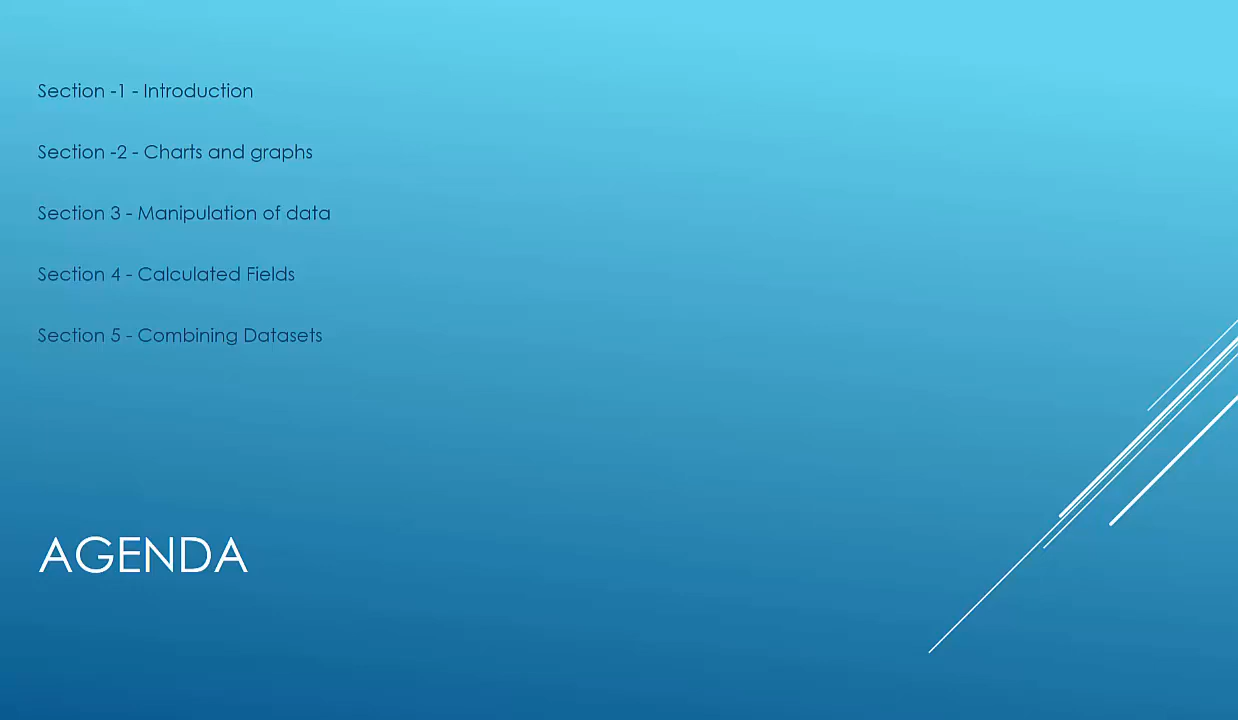 Section -1 - Introduction
Section -2 - Charts and graphs
Section 3 - Manipulation of data
Section 4 - Calculated Fields
Section 5 - Combining Datasets
AGENDA